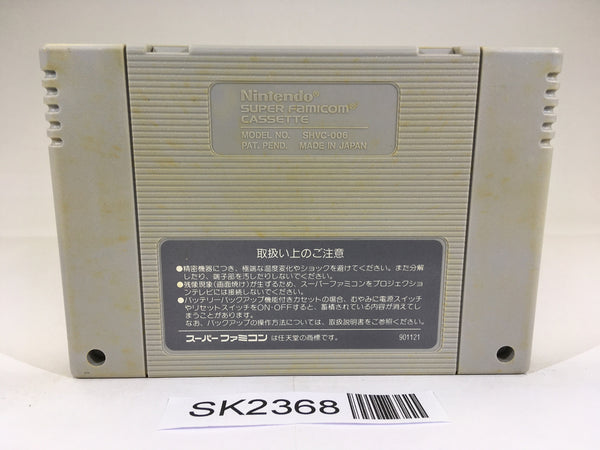 Nintendo®
SUPER FAMICOM®
CASSETTE
MODEL NO. SHVC-006
PAT. PEND. MADE IN JAPAN
取扱い上のご注意
●精密機器につき、極端な温度変化やショックを避けてください。また分解
したり、端子部を汚したりしないでください。
●残像現象(画面焼け)が生ずるため、スーパーファミコンをプロジェクショ
ンテレビには接続しないでください。
●バッテリーバックアップ機能付きカセットの場合、むやみに電源スイッチ
やリセットスイッチをON・OFFすると、蓄積されている内容が消えてし
まうことがあります。
なお、バックアップの操作方法については、取扱説明書をご参照ください。
スーパーファミコン は任天堂の商標です。 901121
SK2368